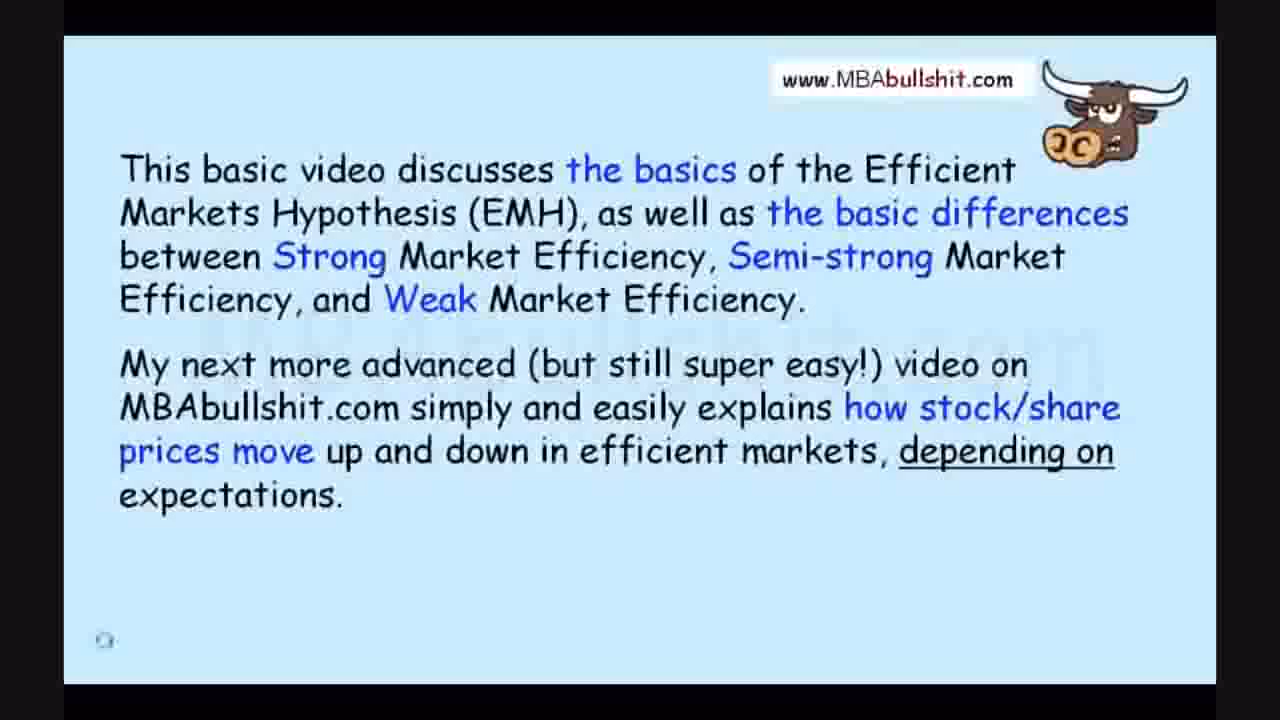 www.MBAbullshit.com
This basic video discusses the basics of the Efficient
Markets Hypothesis (EMH), as well as the basic differences
between Strong Market Efficiency, Semi-strong Market
Efficiency, and Weak Market Efficiency.
My next more advanced (but still super easy!) video on
MBAbullshit.com simply and easily explains how stock/share
prices move up and down in efficient markets, depending on
expectations.